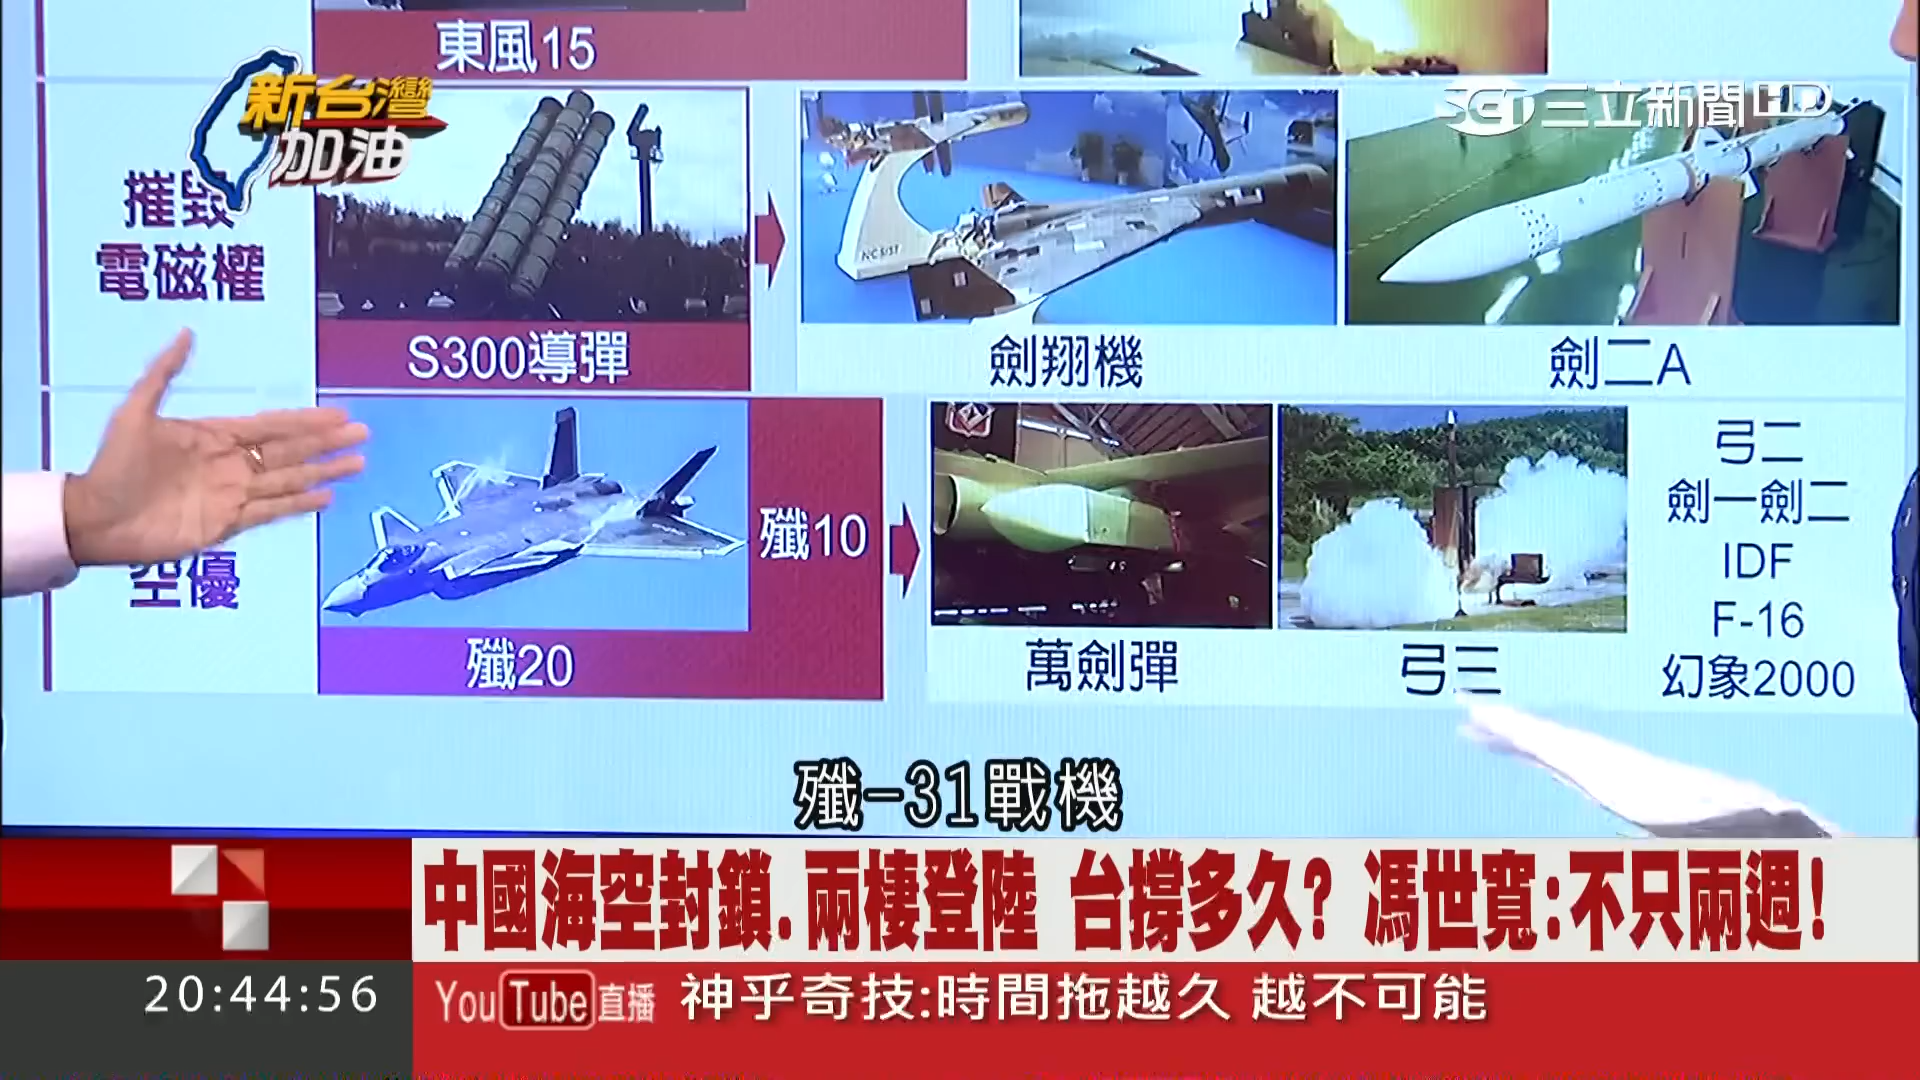 東風15
新台灣
加油
SET三立新聞HD
摧毀
電磁權
S300導彈
NCSIST
劍翔機
劍二A
空優
殲20
殲10
萬劍彈
弓三
弓二
劍一劍二
IDF
F-16
幻象2000
殲-31戰機
中國海空封鎖.兩棲登陸 台撐多久? 馮世寬:不只兩週!
20:44:56
YouTube直播 神乎奇技:時間拖越久 越不可能